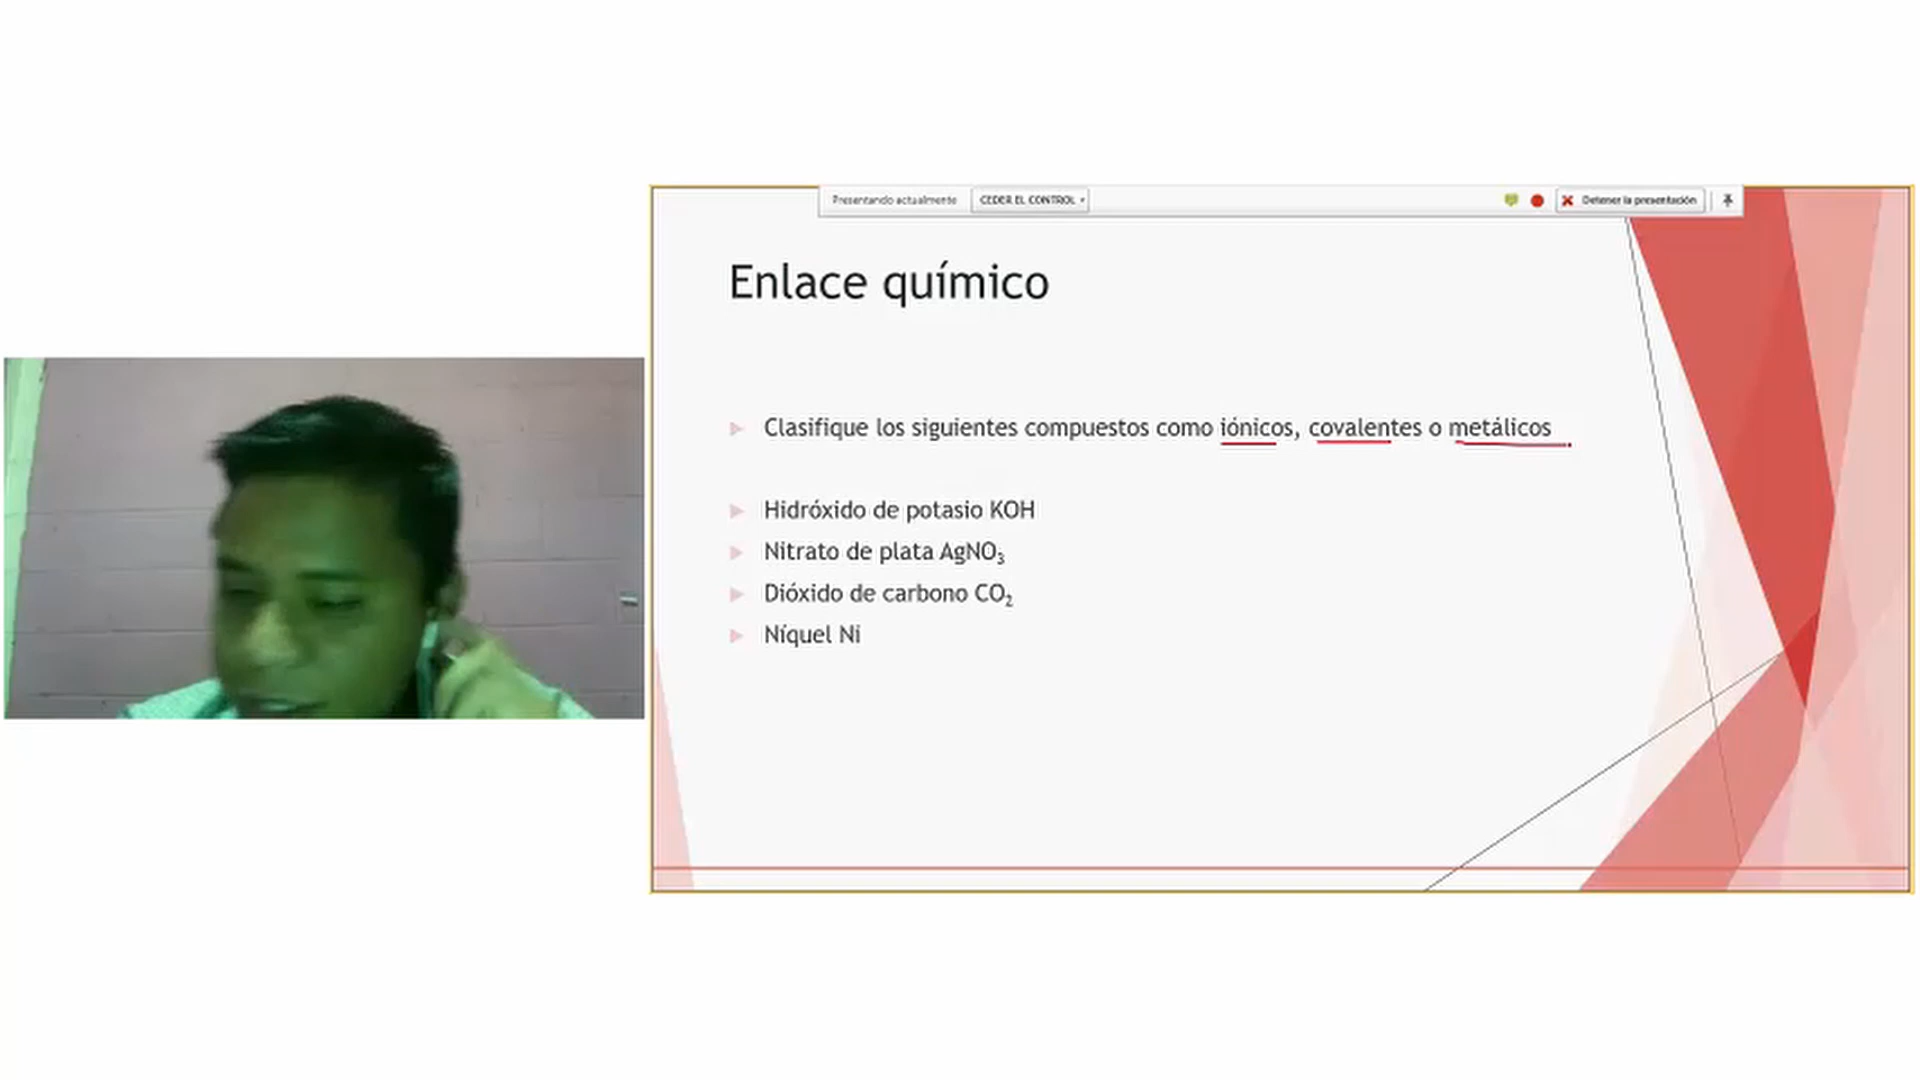 Presentando actualmente CEDER EL CONTROL Detener la presentación
Enlace químico
Clasifique los siguientes compuestos como iónicos, covalentes o metálicos
Hidróxido de potasio KOH
Nitrato de plata AgNO₃
Dióxido de carbono CO₂
Níquel Ni